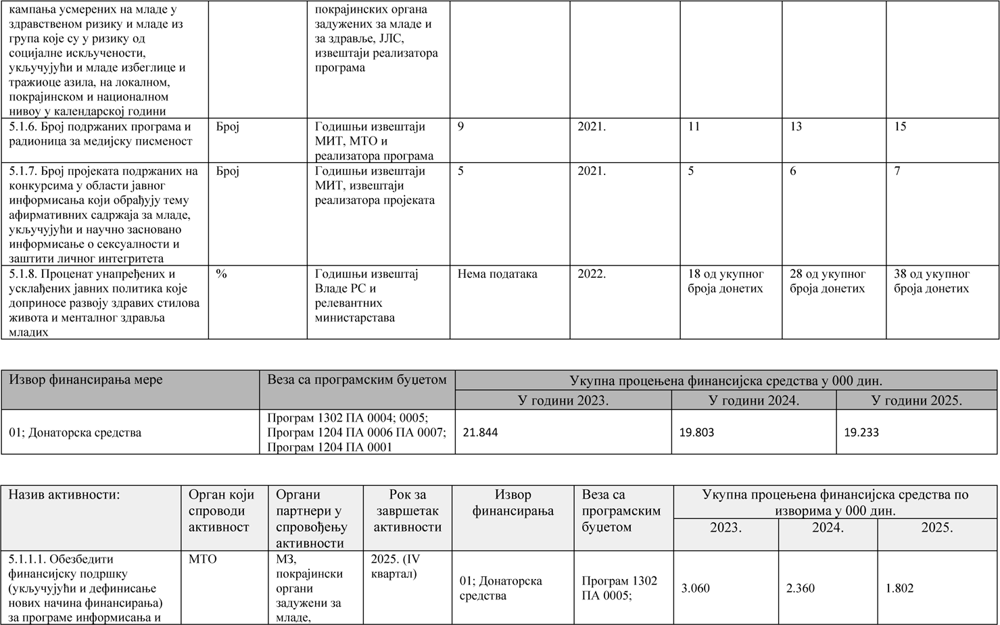 кампања усмерених на младе у
здравственом ризику и младе из
група које су у ризику од
социјалне искључености,
укључујући и младе избеглице и
тражиоце азила, на локалном,
покрајинском и националном
нивоу у календарској години
покрајинских органа
задужених за младе и
за здравље, ЈЛС,
извештаји реализатора
програма
5.1.6. Број подржаних програма и
радионица за медијску писменост
Број
Годишњи извештаји
МИТ, МТО и
реализатора програма
9
2021.
11
13
15
5.1.7. Број пројеката подржаних на
конкурсима у области јавног
информисања који обрађују тему
афирмативних садржаја за младе,
укључујући и научно засновано
информисање о сексуалности и
заштити личног интегритета
Број
Годишњи извештаји
МИТ, извештаји
реализатора пројеката
5
2021.
5
6
7
5.1.8. Проценат унапређених и
усклађених јавних политика које
доприносе развоју здравих стилова
живота и менталног здравља
младих
%
Годишњи извештај
Владе РС и
релевантних
министарстава
Нема података
2022.
18 од укупног
броја донетих
28 од укупног
броја донетих
38 од укупног
броја донетих
Извор финансирања мере
Веза са програмским буџетом
Укупна процењена финансијска средства у 000 дин.
У години 2023.
У години 2024.
У години 2025.
01; Донаторска средства
Програм 1302 ПА 0004; 0005;
Програм 1204 ПА 0006 ПА 0007;
Програм 1204 ПА 0001
21.844
19.803
19.233
Назив активности:
Орган који
спроводи
активност
Органи
партнери у
спровођењу
активности
Рок за
завршетак
активности
Извор
финансирања
Веза са
програмским
буџетом
Укупна процењена финансијска средства по
изворима у 000 дин.
2023.
2024.
2025.
5.1.1.1. Обезбедити
финансијску подршку
(укључујући и дефинисање
нових начина финансирања)
за програме информисања и
МТО
МЗ,
покрајински
органи
задужени за
младе,
2025. (IV
квартал)
01; Донаторска
средства
Програм 1302
ПА 0005;
3.060
2.360
1.802